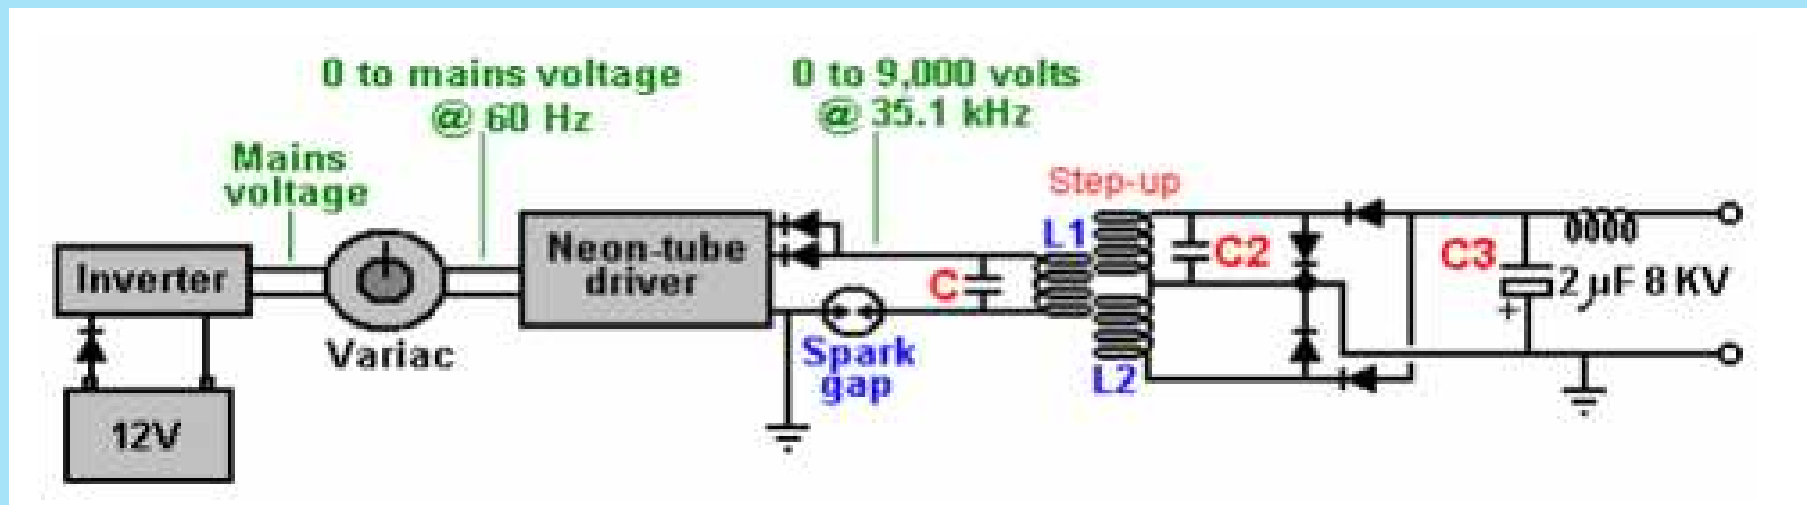 0 to mains voltage
@ 60 Hz
0 to 9,000 volts
@ 35.1 kHz
Mains
voltage
Step-up
Inverter
Variac
Neon-tube
driver
L1
C
C2
C3
2 µF 8 KV
+
Spark
gap
L2
12V